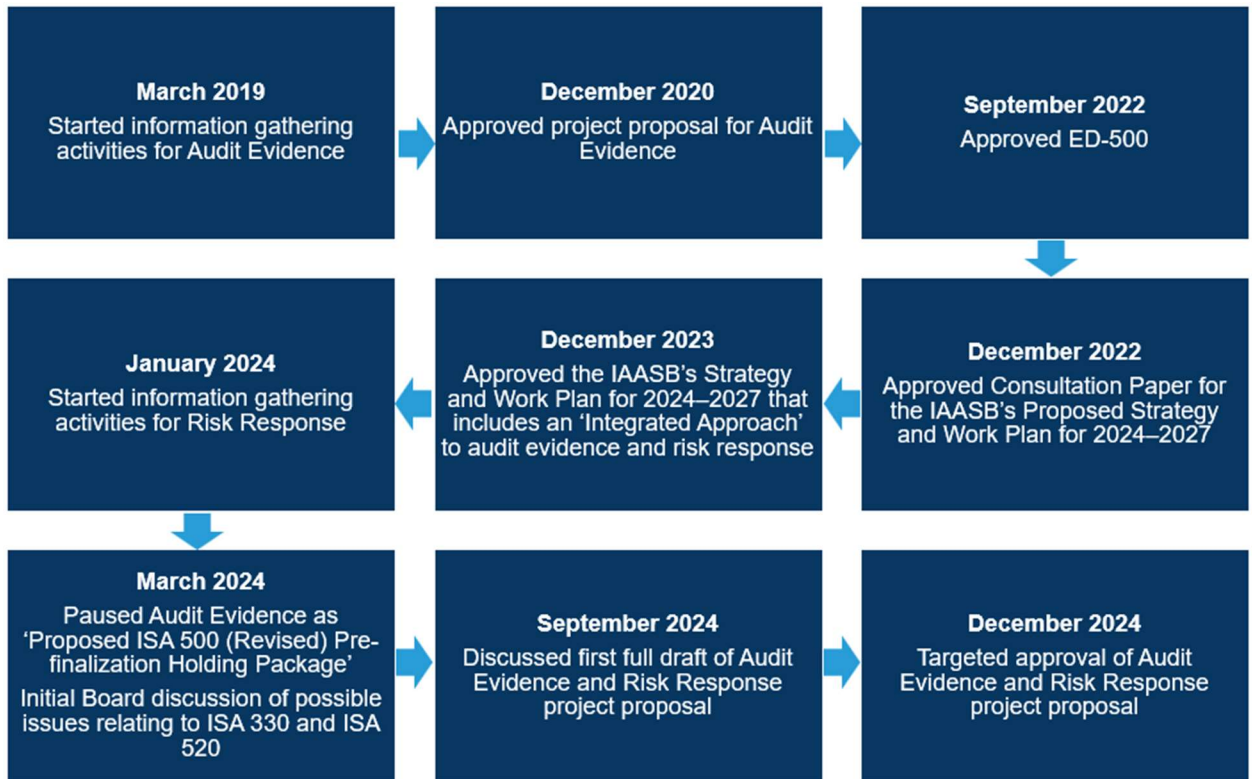 March 2019
Started information gathering
activities for Audit Evidence
December 2020
Approved project proposal for Audit
Evidence
September 2022
Approved ED-500
December 2022
Approved Consultation Paper for
the IAASB's Proposed Strategy
and Work Plan for 2024–2027
December 2023
Approved the IAASB's Strategy
and Work Plan for 2024–2027 that
includes an 'Integrated Approach'
to audit evidence and risk response
January 2024
Started information gathering
activities for Risk Response
March 2024
Paused Audit Evidence as
'Proposed ISA 500 (Revised) Pre-
finalization Holding Package'
Initial Board discussion of possible
issues relating to ISA 330 and ISA
520
September 2024
Discussed first full draft of Audit
Evidence and Risk Response
project proposal
December 2024
Targeted approval of Audit
Evidence and Risk Response
project proposal